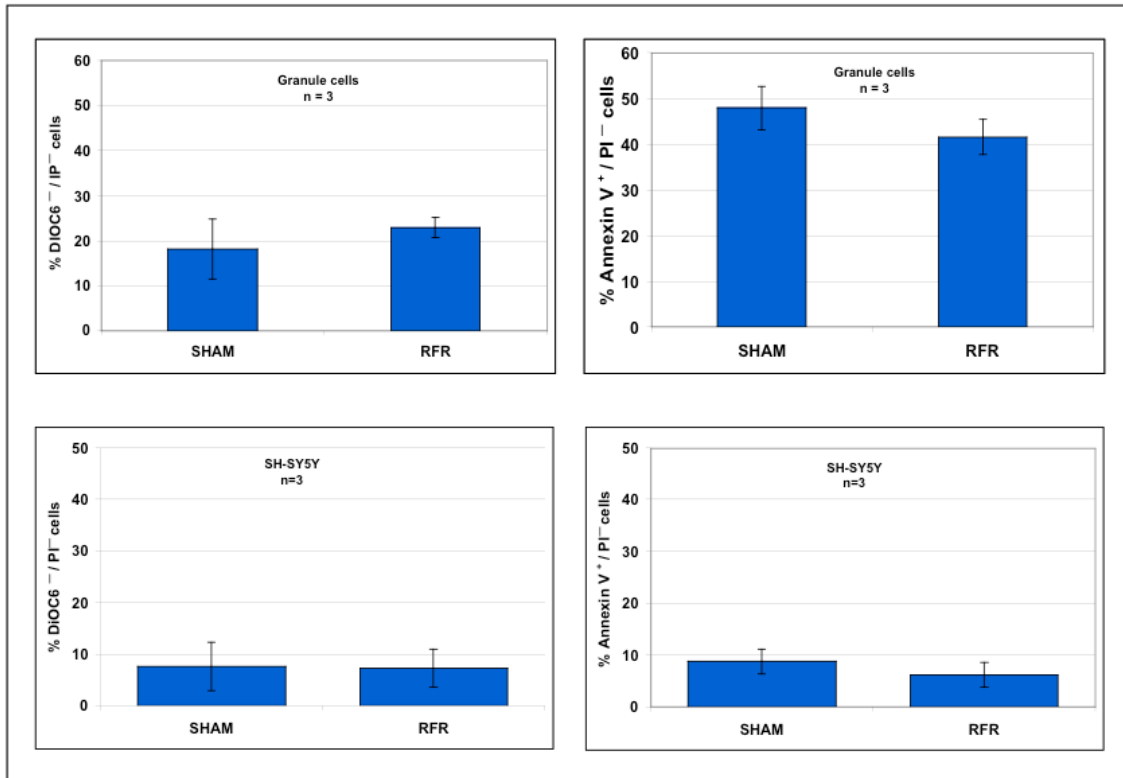 % DIOC6 — / IP — cells
60
50
40
30
20
10
0
Granule cells
n = 3
SHAM RFR
% Annexin V + / PI — cells
60
50
40
30
20
10
0
Granule cells
n = 3
SHAM RFR
% DiOC6 — / PI — cells
50
40
30
20
10
0
SH-SY5Y
n=3
SHAM RFR
% Annexin V + / PI — cells
50
40
30
20
10
0
SH-SY5Y
n=3
SHAM RFR